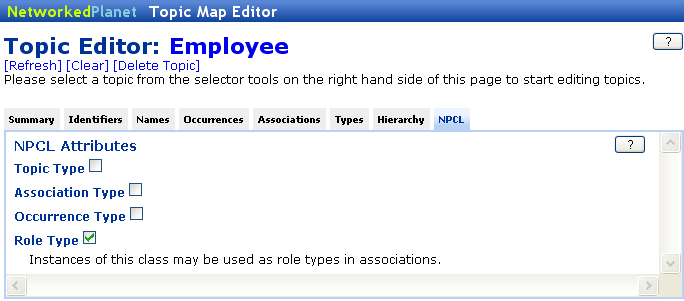 NetworkedPlanet Topic Map Editor
Topic Editor: Employee
?
[Refresh] [Clear] [Delete Topic]
Please select a topic from the selector tools on the right hand side of this page to start editing topics.
Summary Identifiers Names Occurrences Associations Types Hierarchy NPCL
NPCL Attributes
?
Topic Type
Association Type
Occurrence Type
Role Type
Instances of this class may be used as role types in associations.